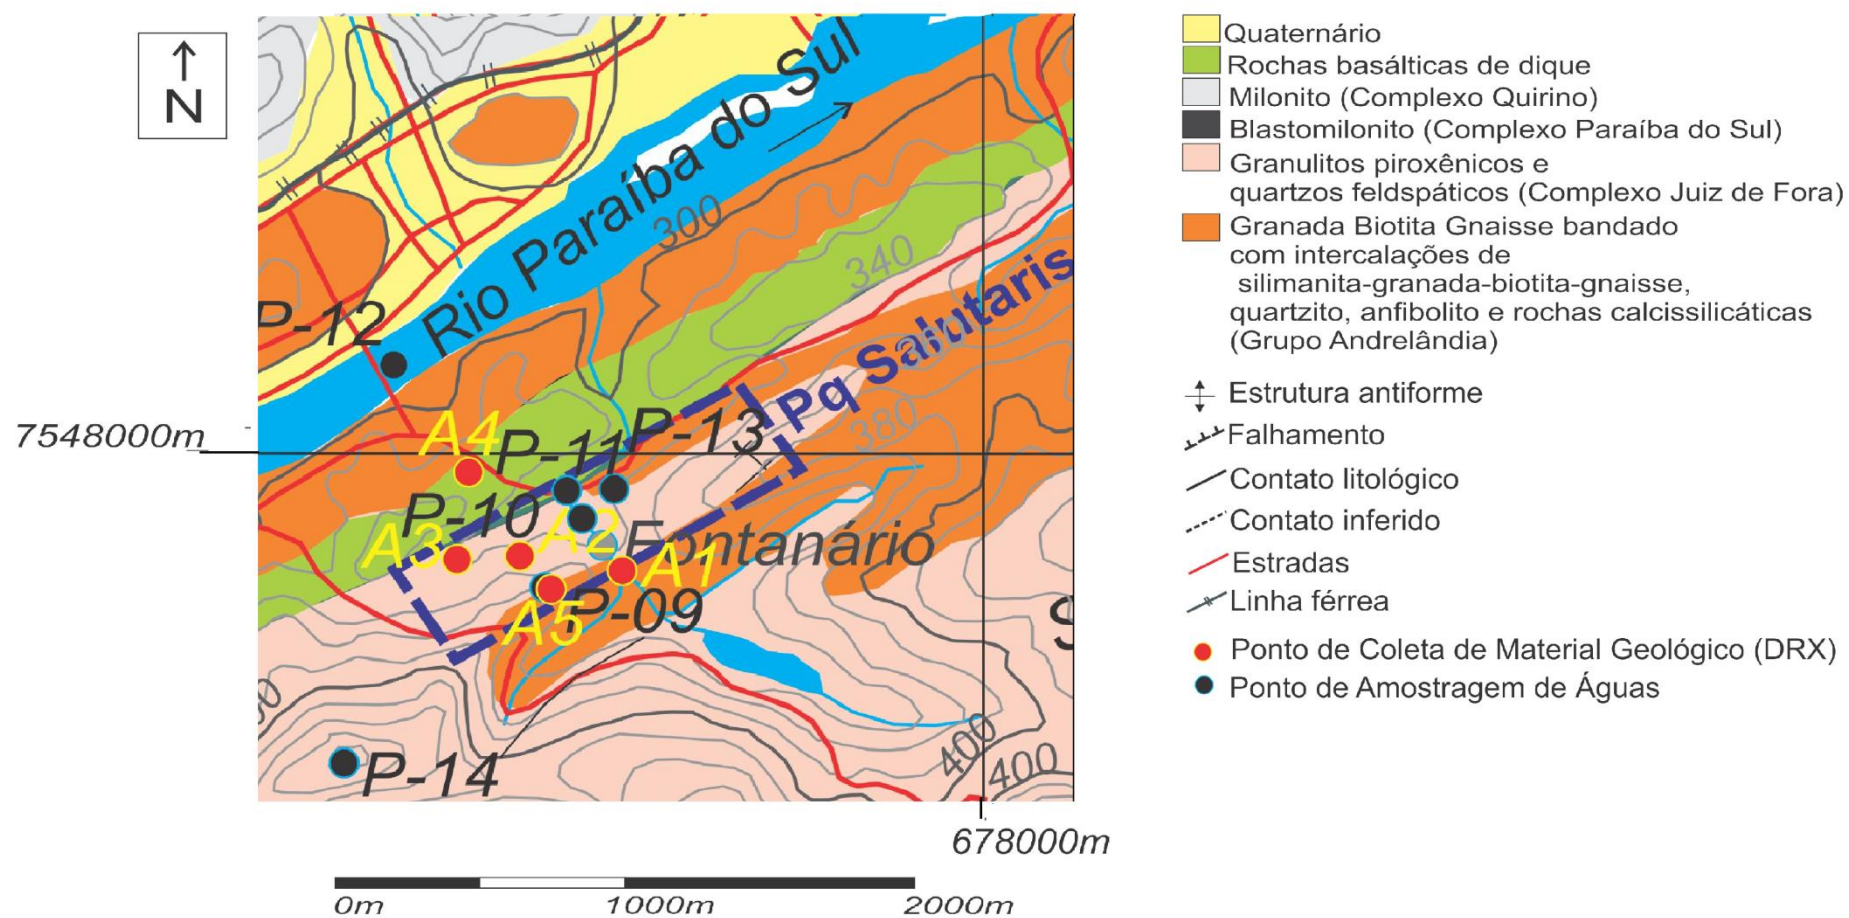 N
Rio Paraíba do Sul
300
340
360
380
Pq Salutaris
P-12
7548000m
A4
P-11
P-13
P-10
A3
A2
Fontanário
A1
A5
P-09
P-14
400
400
678000m
0m
1000m
2000m
Quaternário
Rochas basálticas de dique
Milonito (Complexo Quirino)
Blastomilonito (Complexo Paraíba do Sul)
Granulitos piroxênicos e
quartzos feldspáticos (Complexo Juiz de Fora)
Granada Biotita Gnaisse bandado
com intercalações de
silimanita-granada-biotita-gnaisse,
quartzito, anfibolito e rochas calcissilicáticas
(Grupo Andrelândia)
Estrutura antiforme
Falhamento
Contato litológico
Contato inferido
Estradas
Linha férrea
Ponto de Coleta de Material Geológico (DRX)
Ponto de Amostragem de Águas